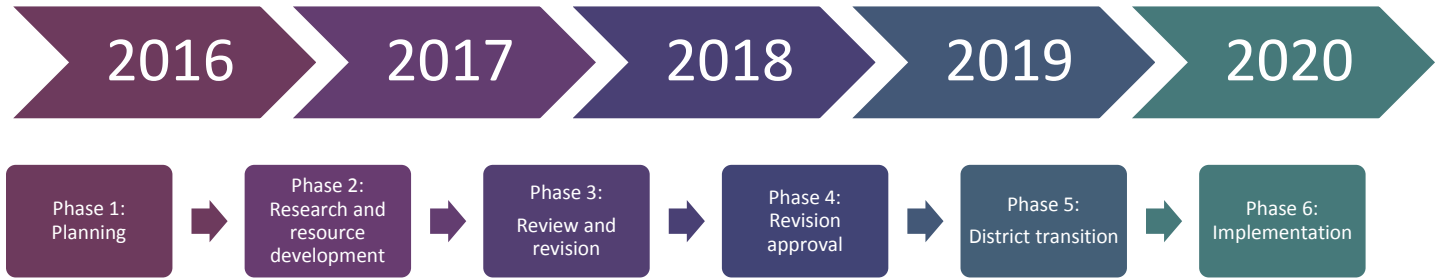 2016
2017
2018
2019
2020
Phase 1:
Planning
Phase 2:
Research and
resource
development
Phase 3:
Review and
revision
Phase 4:
Revision
approval
Phase 5:
District transition
Phase 6:
Implementation